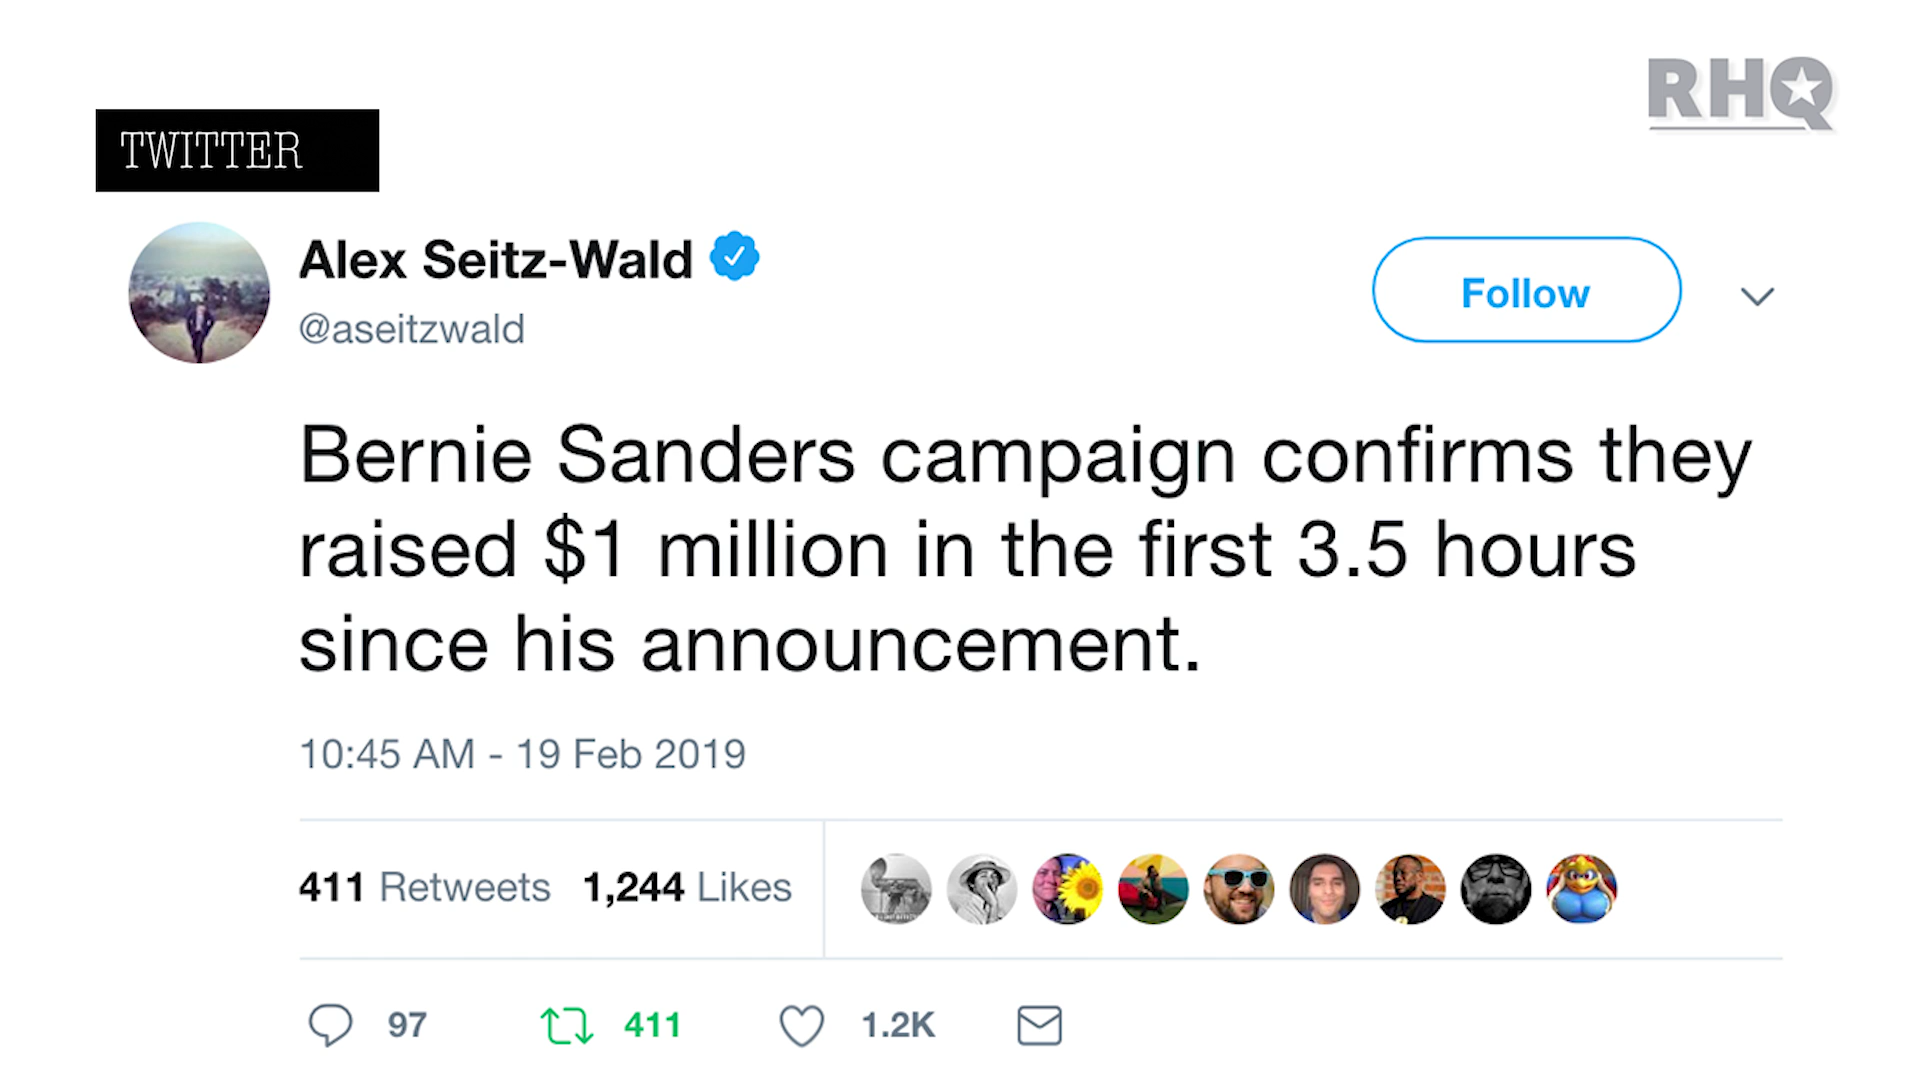 RHQ
TWITTER
Alex Seitz-Wald
@aseitzwald
Follow
Bernie Sanders campaign confirms they
raised $1 million in the first 3.5 hours
since his announcement.
10:45 AM - 19 Feb 2019
411 Retweets 1,244 Likes
97 411 1.2K